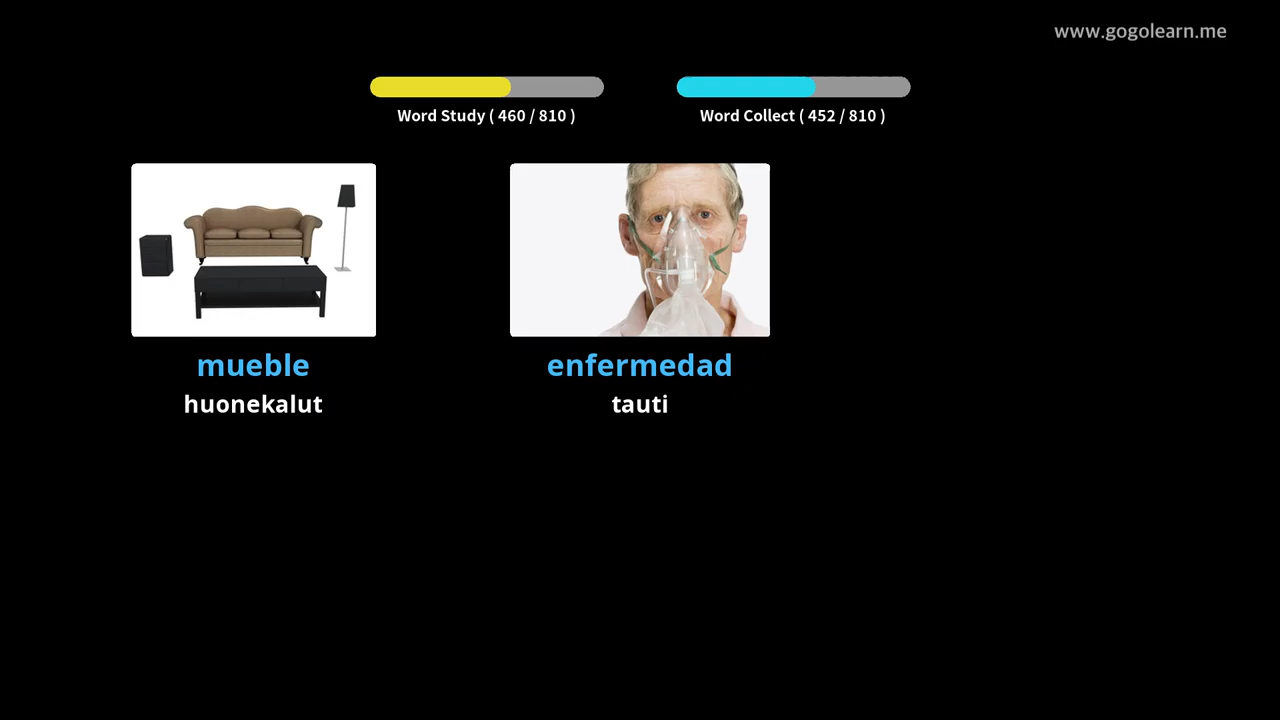 www.gogolearn.me
Word Study ( 460 / 810 )
Word Collect ( 452 / 810 )
mueble
huonekalut
enfermedad
tauti